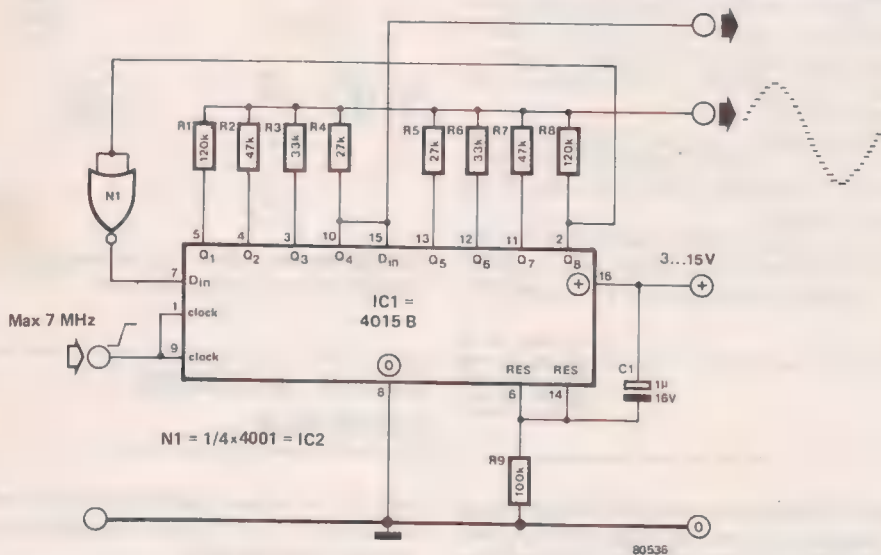 R1 R2 R3 R4 R5 R6 R7 R8
120k 47k 33k 27k 27k 33k 47k 120k
N1
5 4 3 10 15 13 12 11 2
Q1 Q2 Q3 Q4 Din Q5 Q6 Q7 Q8
7 Din
16
3...15V
Max 7 MHz
1 clock
9 clock
IC1 =
4015 B
0
RES RES
8 6 14
C1
1µ
16V
N1 = 1/4x4001 = IC2
R9
100k
0
80536